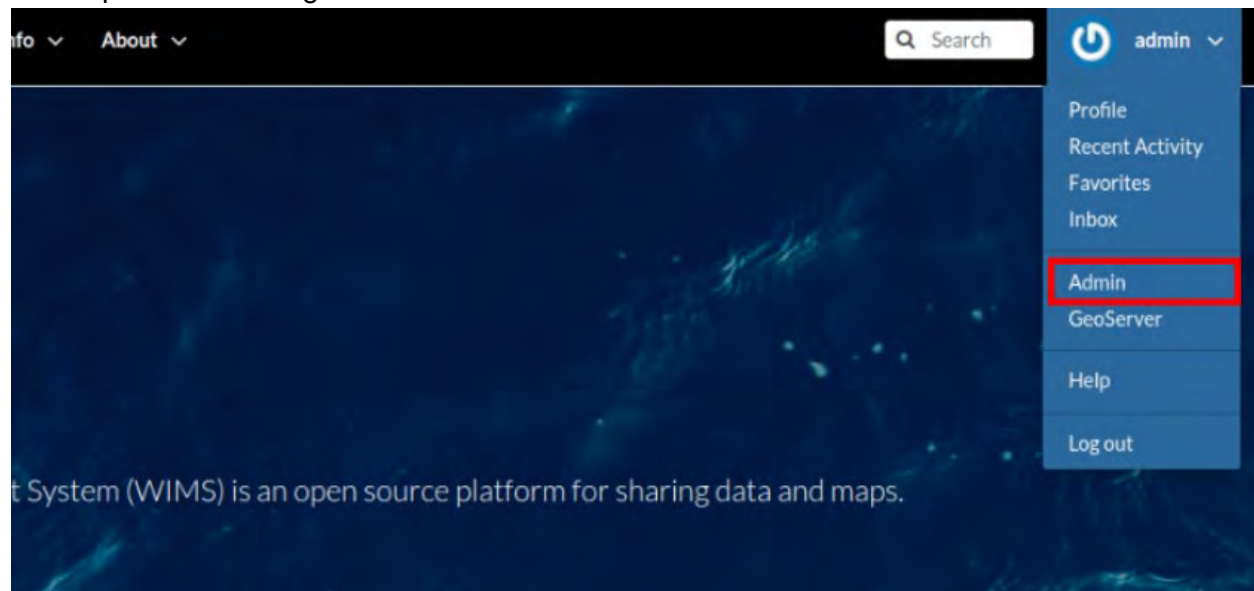 About
Search
admin
Profile
Recent Activity
Favorites
Inbox
Admin
GeoServer
Help
Log out
t System (WIMS) is an open source platform for sharing data and maps.